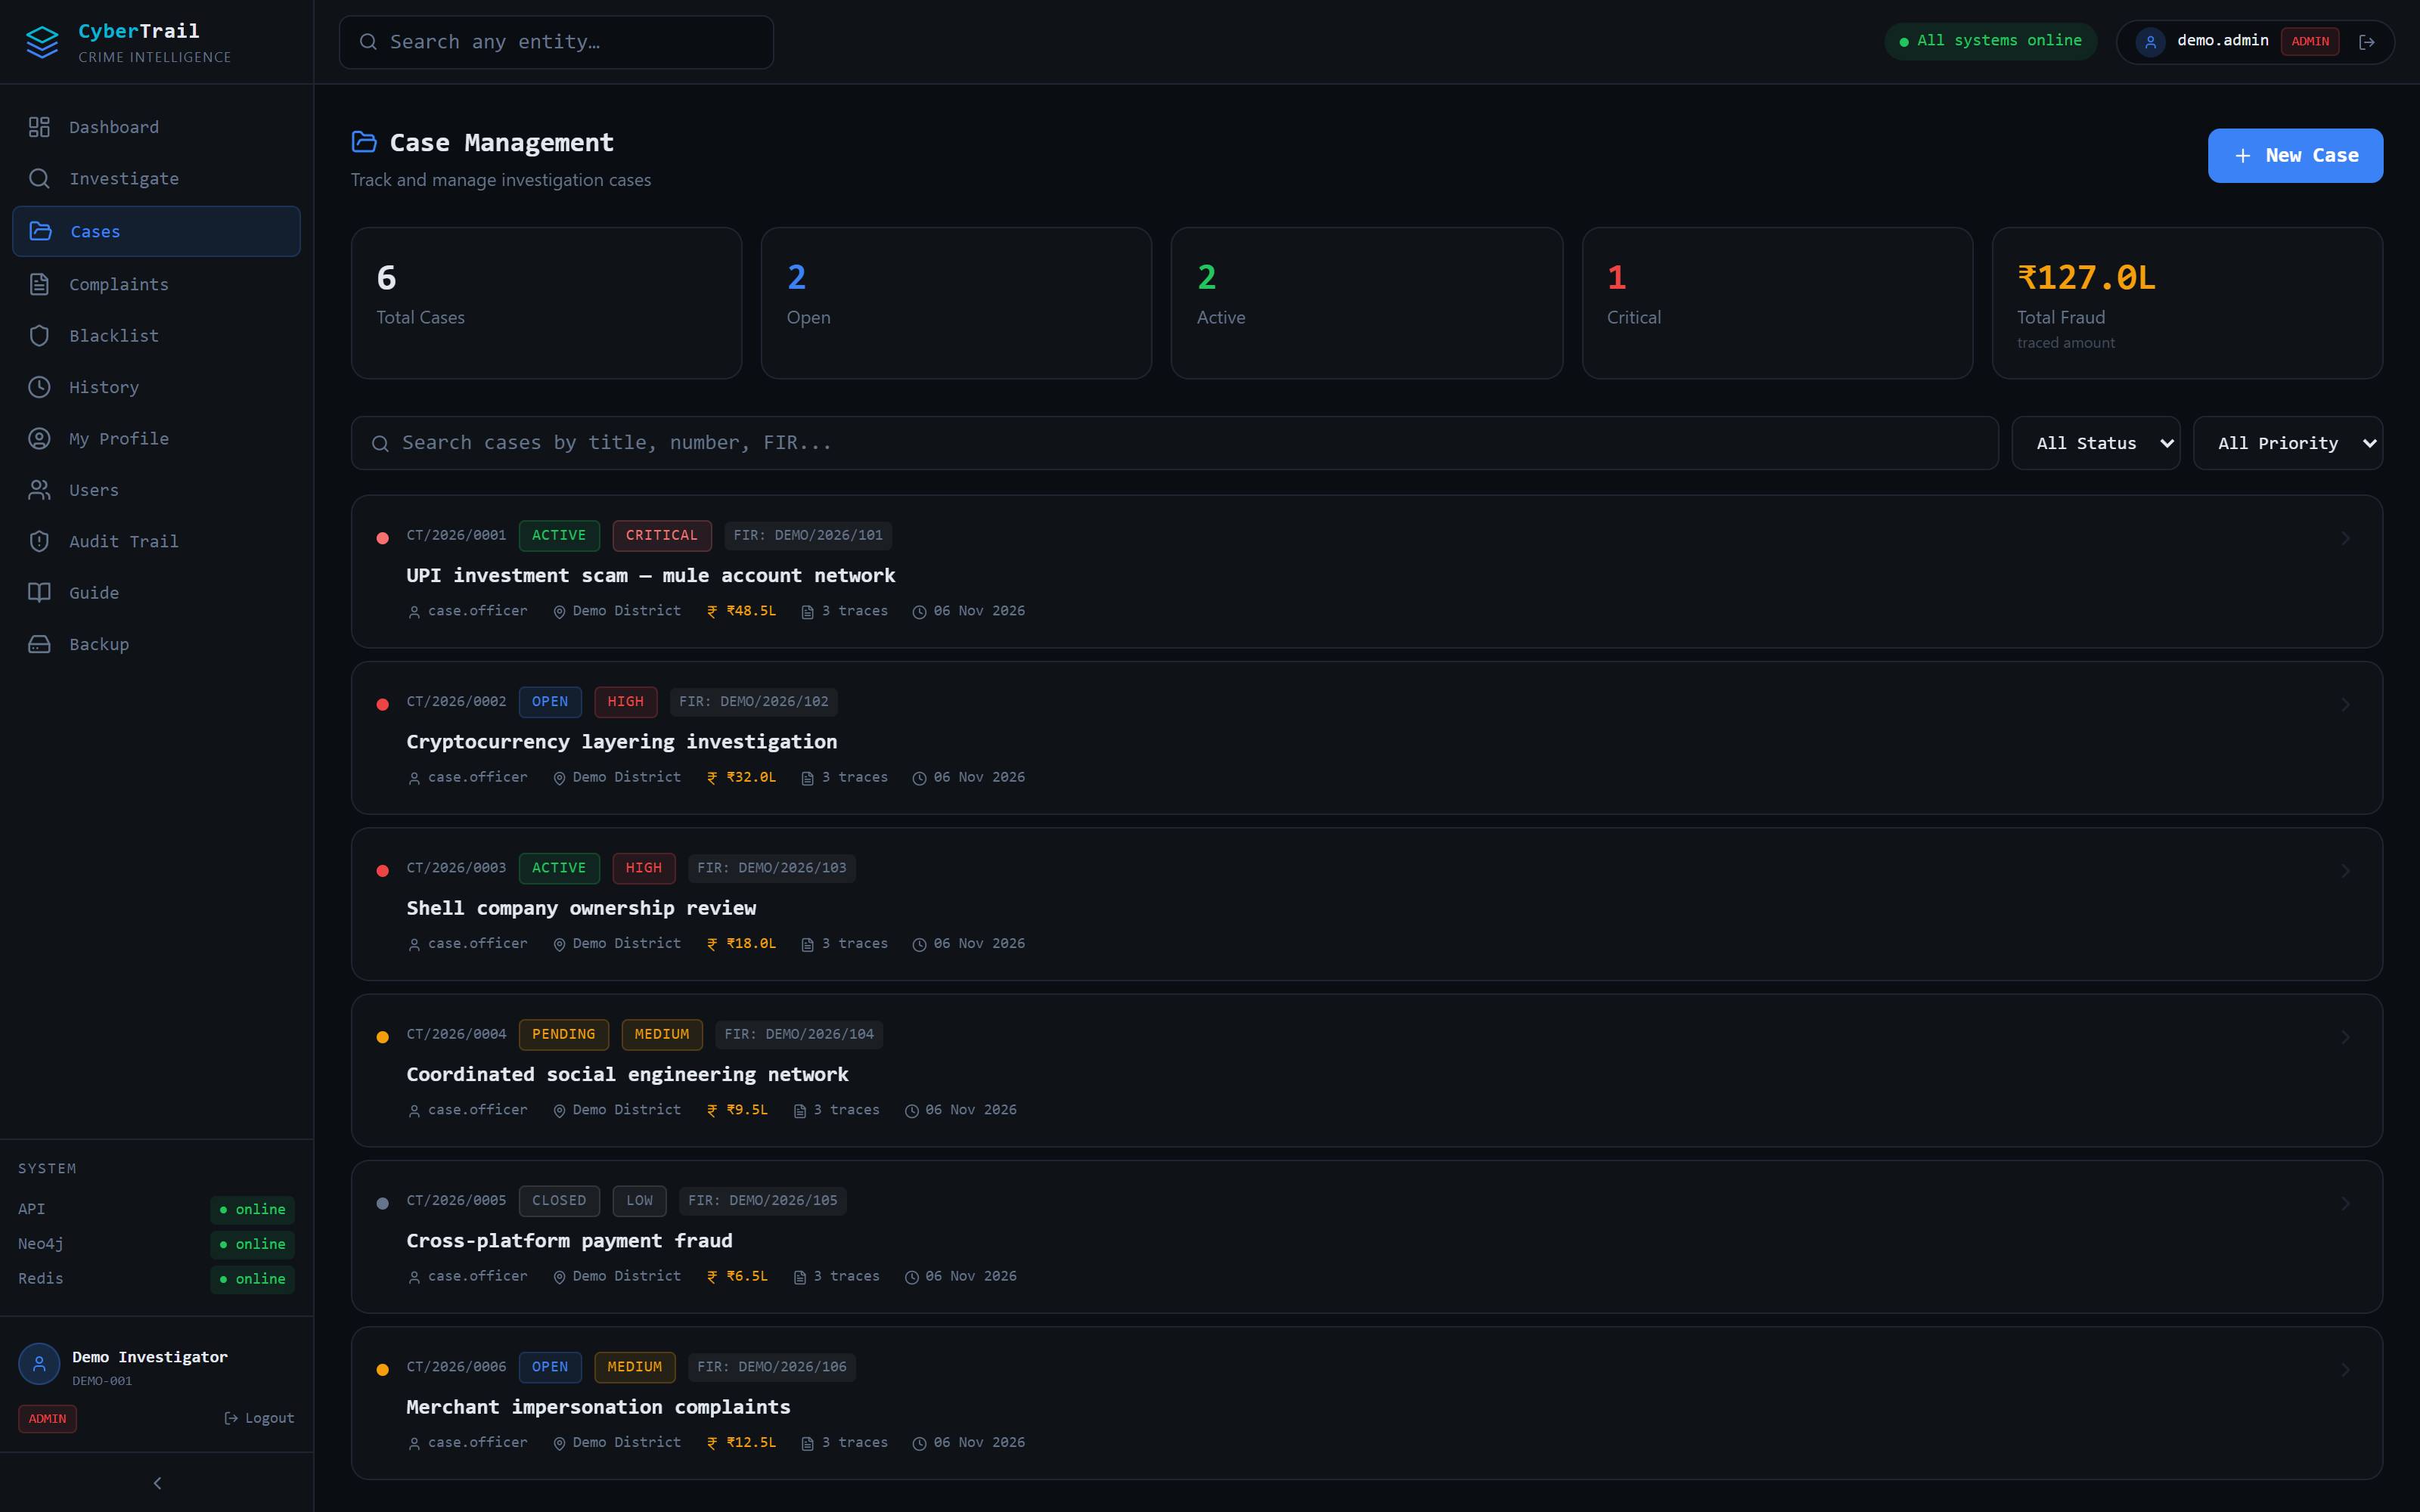 CyberTrail
CRIME INTELLIGENCE
Search any entity…
All systems online
demo.admin
ADMIN
Dashboard
Investigate
Cases
Complaints
Blacklist
History
My Profile
Users
Audit Trail
Guide
Backup
SYSTEM
API online
Neo4j online
Redis online
Demo Investigator
DEMO-001
ADMIN
Logout
Case Management
Track and manage investigation cases
New Case
6
Total Cases
2
Open
2
Active
1
Critical
₹127.0L
Total Fraud
traced amount
Search cases by title, number, FIR...
All Status
All Priority
CT/2026/0001 ACTIVE CRITICAL FIR: DEMO/2026/101
UPI investment scam — mule account network
case.officer Demo District ₹ ₹48.5L 3 traces 06 Nov 2026
CT/2026/0002 OPEN HIGH FIR: DEMO/2026/102
Cryptocurrency layering investigation
case.officer Demo District ₹ ₹32.0L 3 traces 06 Nov 2026
CT/2026/0003 ACTIVE HIGH FIR: DEMO/2026/103
Shell company ownership review
case.officer Demo District ₹ ₹18.0L 3 traces 06 Nov 2026
CT/2026/0004 PENDING MEDIUM FIR: DEMO/2026/104
Coordinated social engineering network
case.officer Demo District ₹ ₹9.5L 3 traces 06 Nov 2026
CT/2026/0005 CLOSED LOW FIR: DEMO/2026/105
Cross-platform payment fraud
case.officer Demo District ₹ ₹6.5L 3 traces 06 Nov 2026
CT/2026/0006 OPEN MEDIUM FIR: DEMO/2026/106
Merchant impersonation complaints
case.officer Demo District ₹ ₹12.5L 3 traces 06 Nov 2026